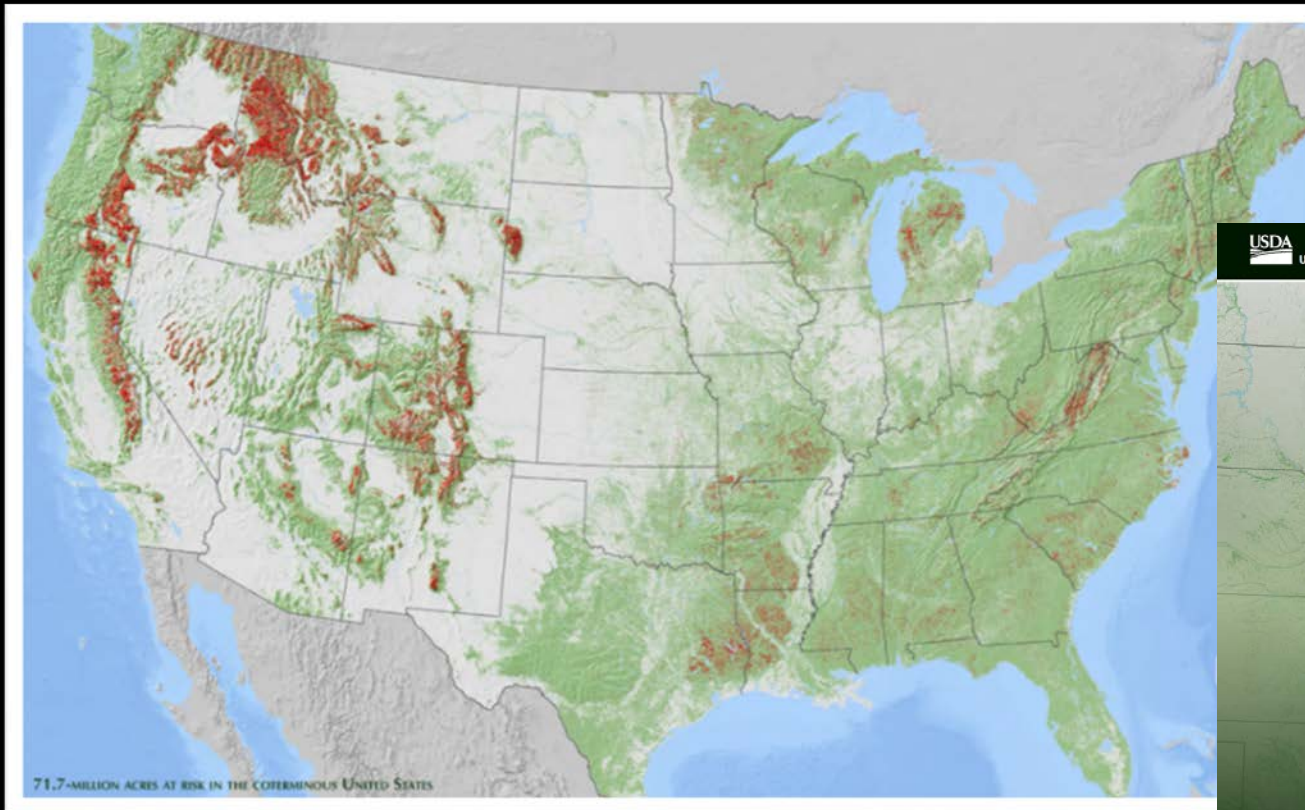 71.7-MILLION ACRES AT RISK IN THE COTERMINOUS UNITED STATES
USDA